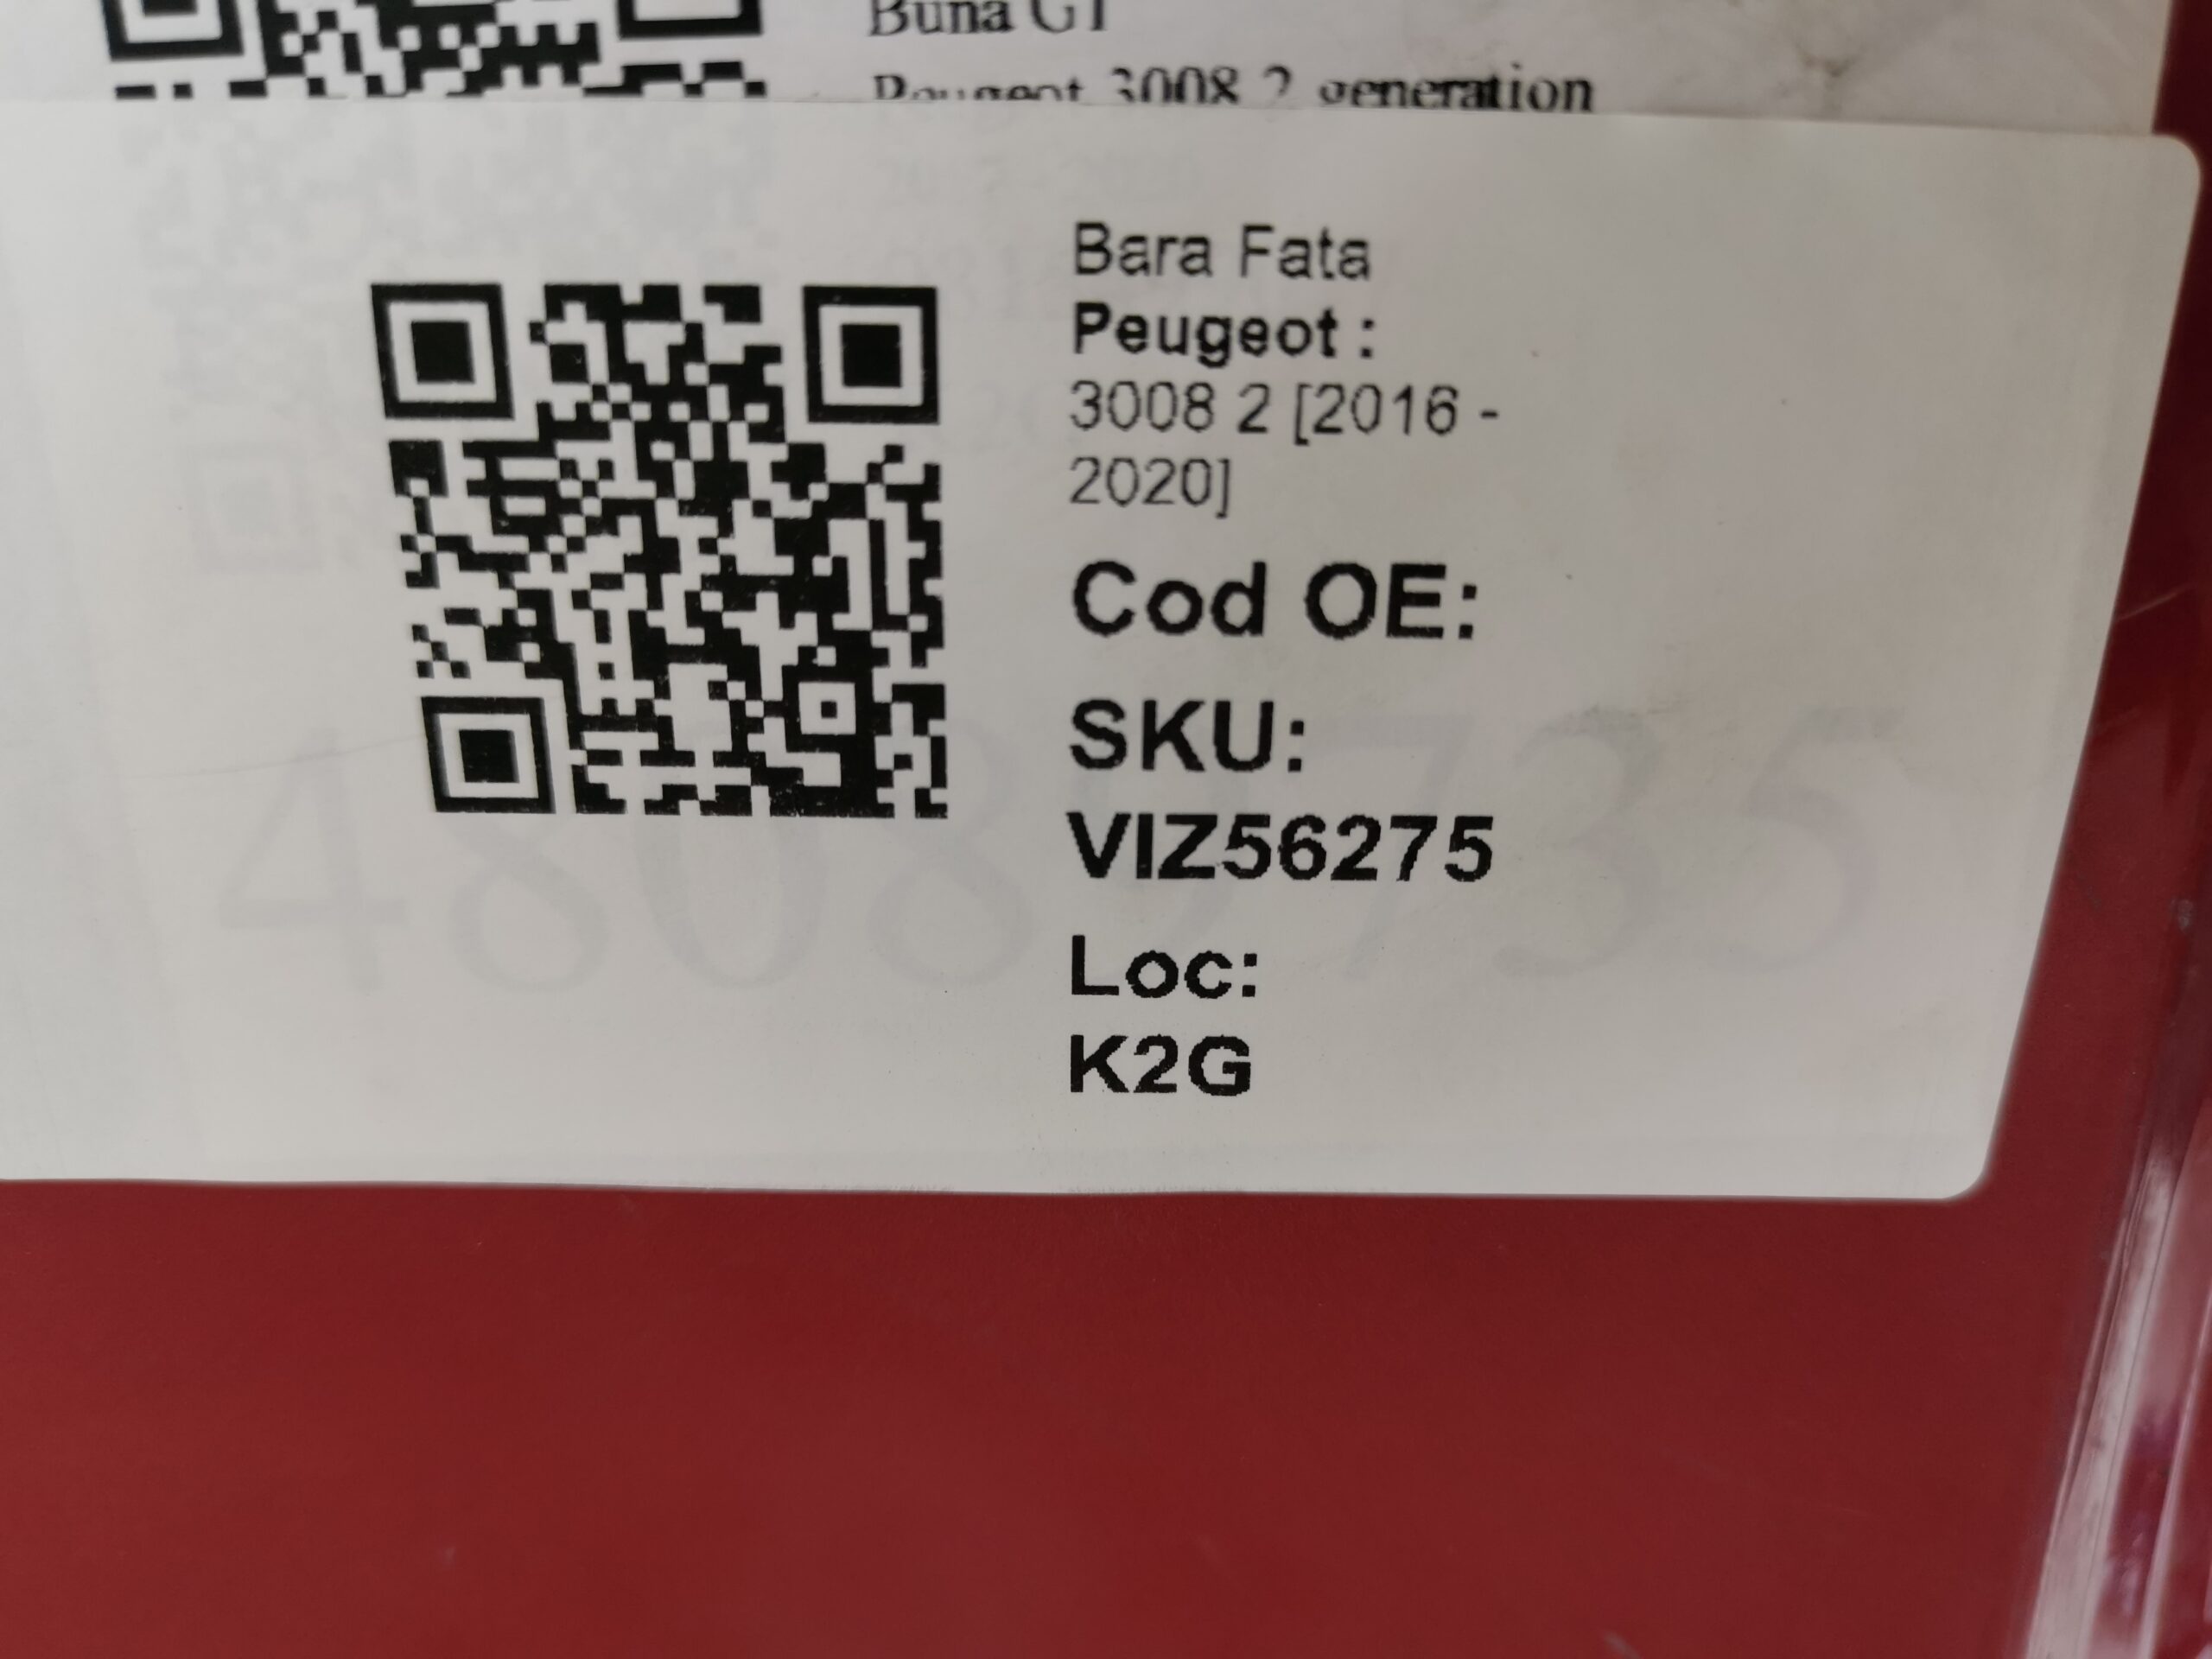 Buna GT
Peugeot 3008 2 generation
Bara Fata
Peugeot :
3008 2 [2016 -
2020]
Cod OE:
SKU:
VIZ56275
Loc:
K2G